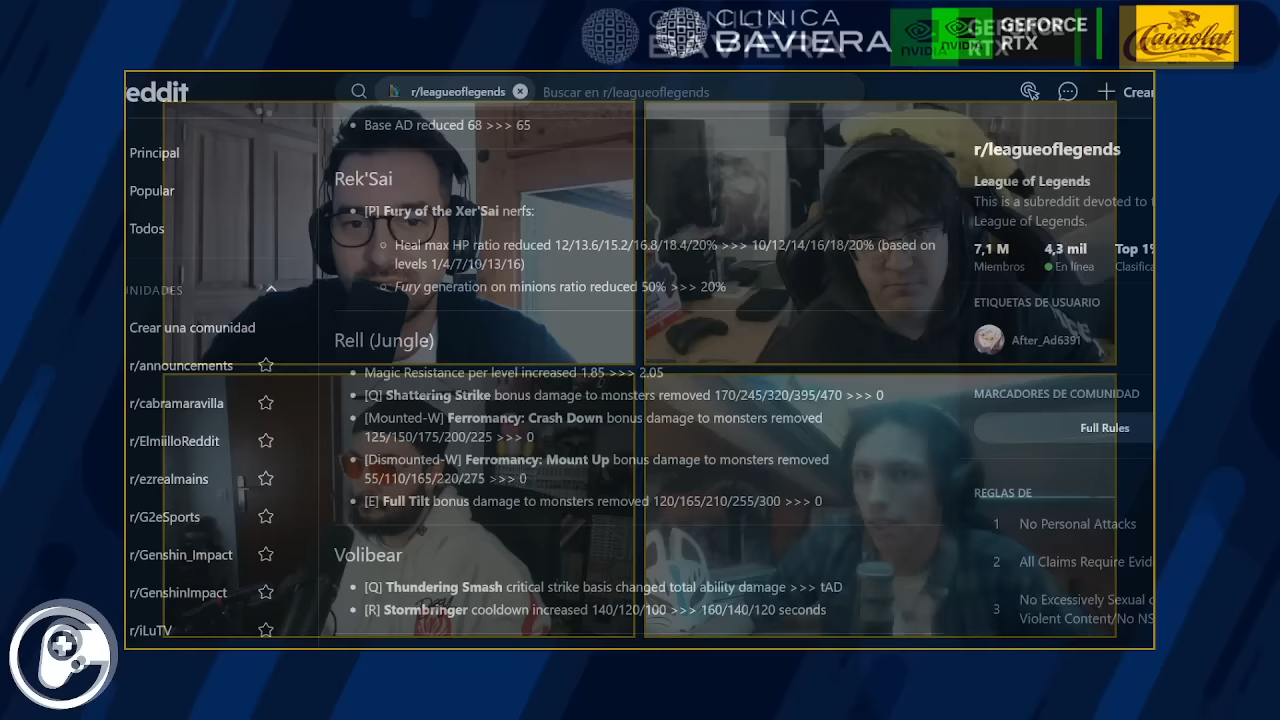 CLINICA
BAVIERA
NVIDIA
GEFORCE
RTX
Cacaolat
eddit
r/leagueoflegends
Buscar en r/leagueoflegends
Crear
Base AD reduced 68 >>> 65
Principal
Popular
Todos
INIDADES
Crear una comunidad
r/announcements
r/cabramaravilla
r/ElmiilloReddit
r/ezrealmains
r/G2eSports
r/Genshin_Impact
r/GenshinImpact
r/iLuTV
Rek'Sai
[P] Fury of the Xer'Sai nerfs:
Heal max HP ratio reduced 12/13.6/15.2/16.8/18.4/20% >>> 10/12/14/16/18/20% (based on
levels 1/4/7/10/13/16)
Fury generation on minions ratio reduced 50% >>> 20%
Rell (Jungle)
Magic Resistance per level increased 1.85 >>> 2.05
[Q] Shattering Strike bonus damage to monsters removed 170/245/320/395/470 >>> 0
[Mounted-W] Ferromancy: Crash Down bonus damage to monsters removed
125/150/175/200/225 >>> 0
[Dismounted-W] Ferromancy: Mount Up bonus damage to monsters removed
55/110/165/220/275 >>> 0
[E] Full Tilt bonus damage to monsters removed 120/165/210/255/300 >>> 0
Volibear
[Q] Thundering Smash critical strike basis changed total ability damage >>> tAD
[R] Stormbringer cooldown increased 140/120/100 >>> 160/140/120 seconds
r/leagueoflegends
League of Legends
This is a subreddit devoted to t
League of Legends.
7,1 M
4,3 mil
Top 1%
Miembros
En línea
Clasifica
ETIQUETAS DE USUARIO
After_Ad6391
MARCADORES DE COMUNIDAD
Full Rules
REGLAS DE
1 No Personal Attacks
2 All Claims Require Evid
3 No Excessively Sexual c
Violent Content/No NS